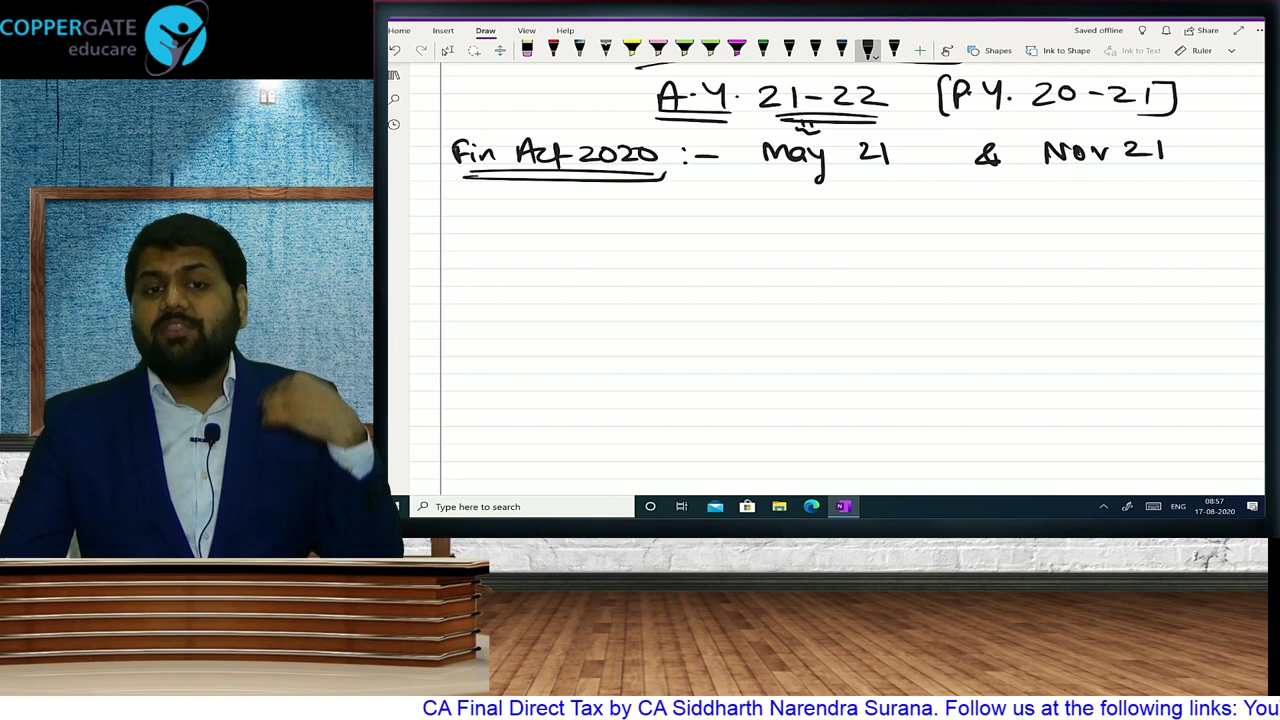 COPPERGATE
educare
Home Insert Draw View Help
Saved offline Share
Shapes Ink to Shape Ink to Text Ruler
A.Y. 21-22 [P.Y. 20-21]
Fin Act 2020 :- May 21 & Nov 21
Type here to search
ENG
08:57
17-08-2020
CA Final Direct Tax by CA Siddharth Narendra Surana. Follow us at the following links: You